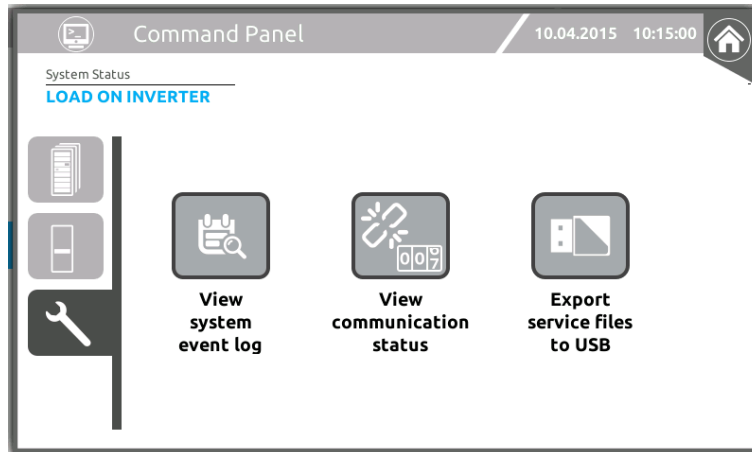 Command Panel
10.04.2015 10:15:00
System Status
LOAD ON INVERTER
007
View
system
event log
View
communication
status
Export
service files
to USB